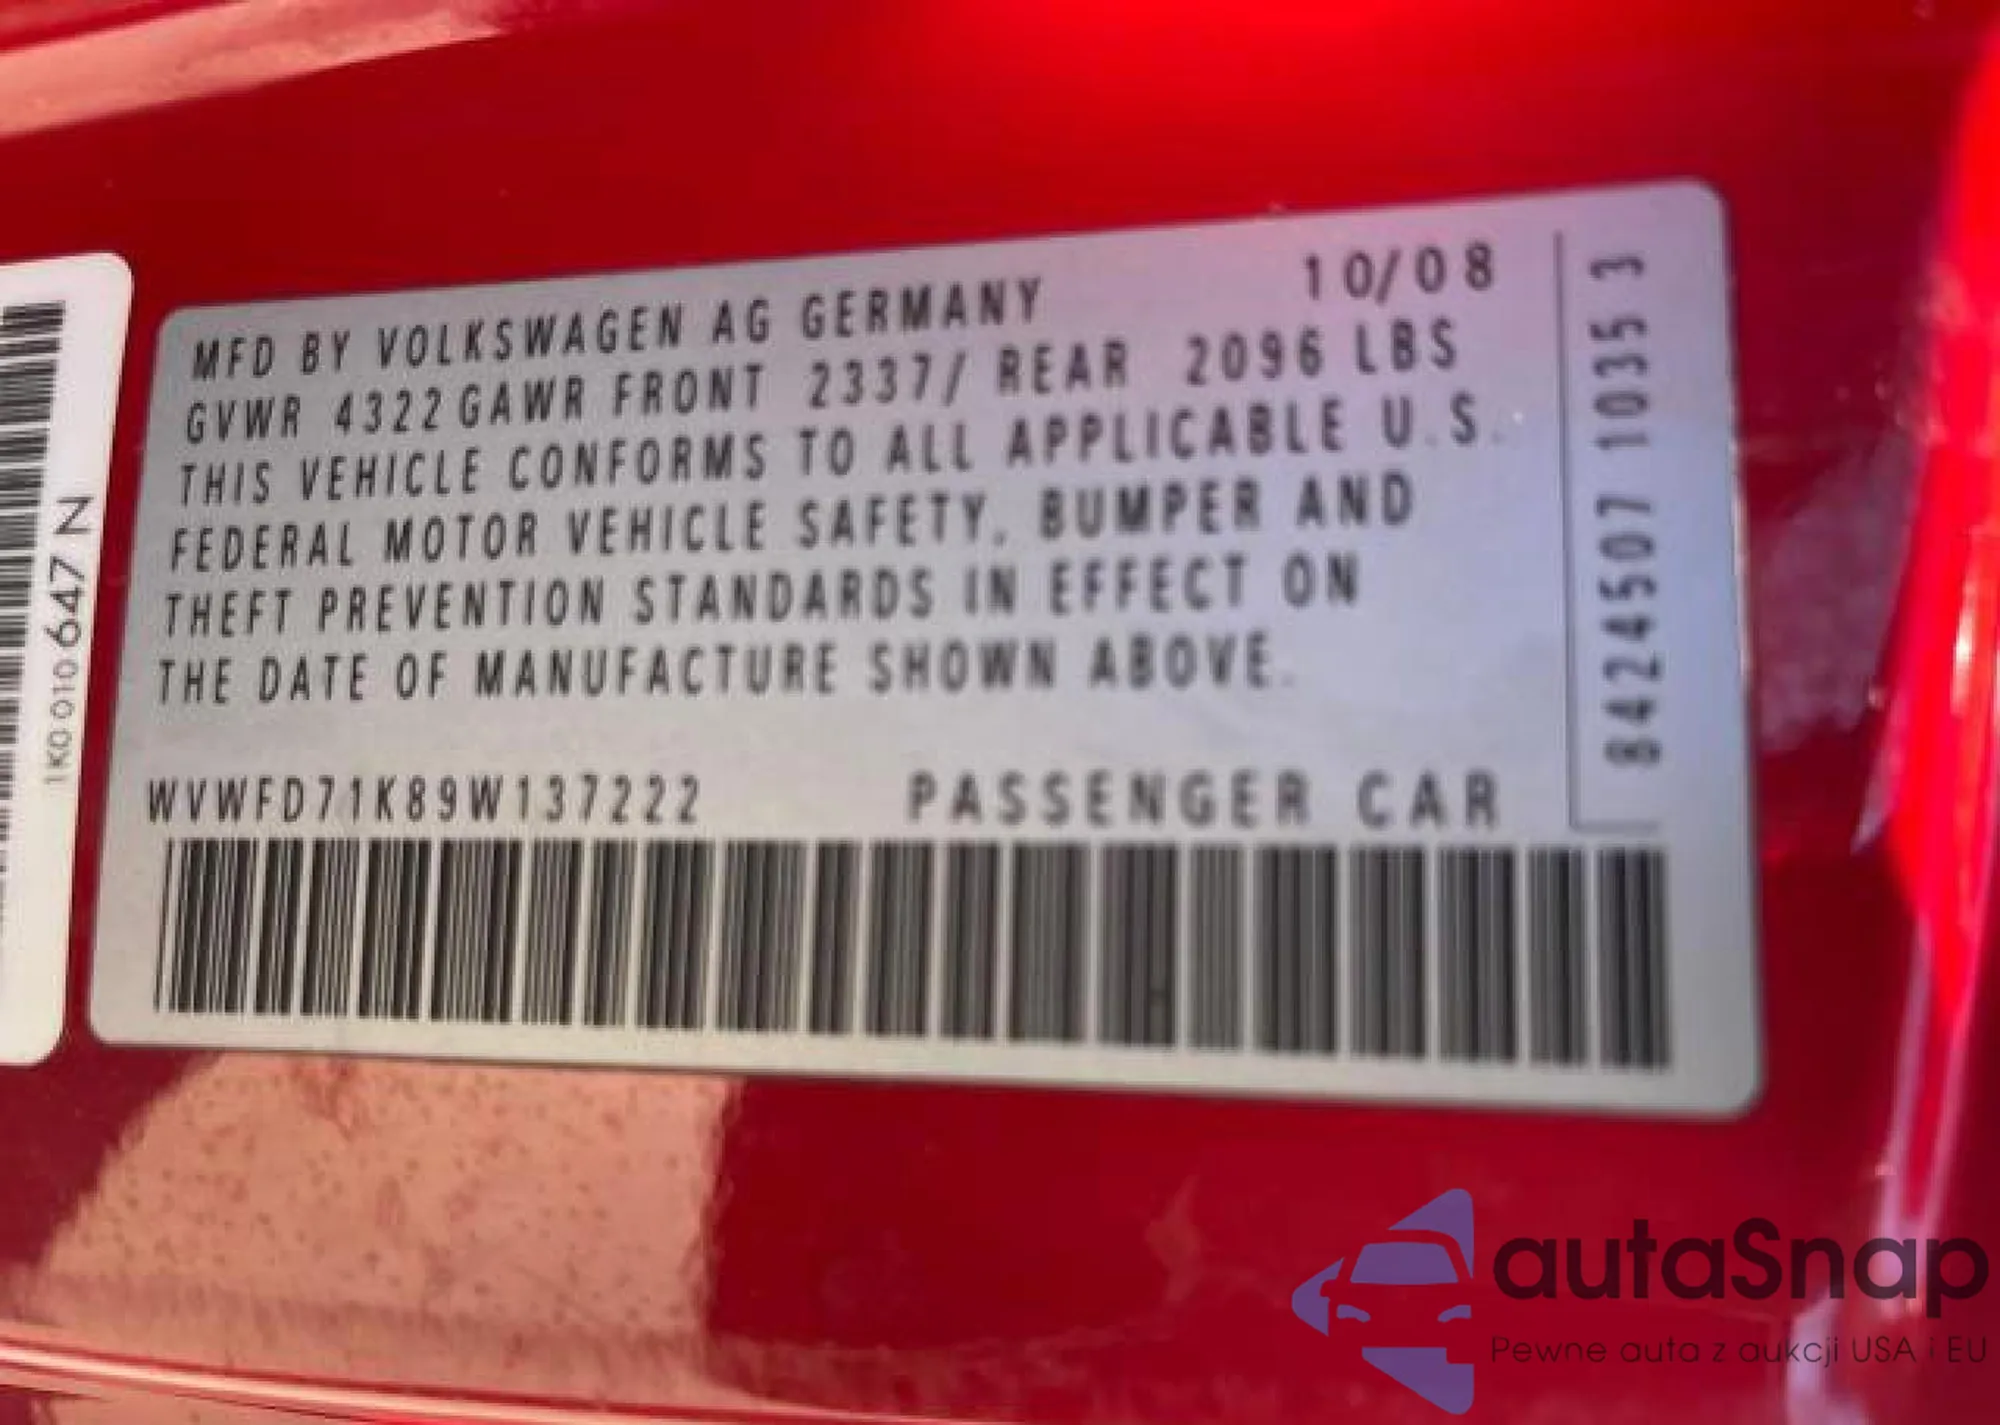 1K0 010 647 N
MFD BY VOLKSWAGEN AG GERMANY 10/08
GVWR 4322 GAWR FRONT 2337/ REAR 2096 LBS
THIS VEHICLE CONFORMS TO ALL APPLICABLE U.S.
FEDERAL MOTOR VEHICLE SAFETY, BUMPER AND
THEFT PREVENTION STANDARDS IN EFFECT ON
THE DATE OF MANUFACTURE SHOWN ABOVE.
WVWFD71K89W137222 PASSENGER CAR
8424507 1035 3
autaSnap
Pewne auta z aukcji USA i EU